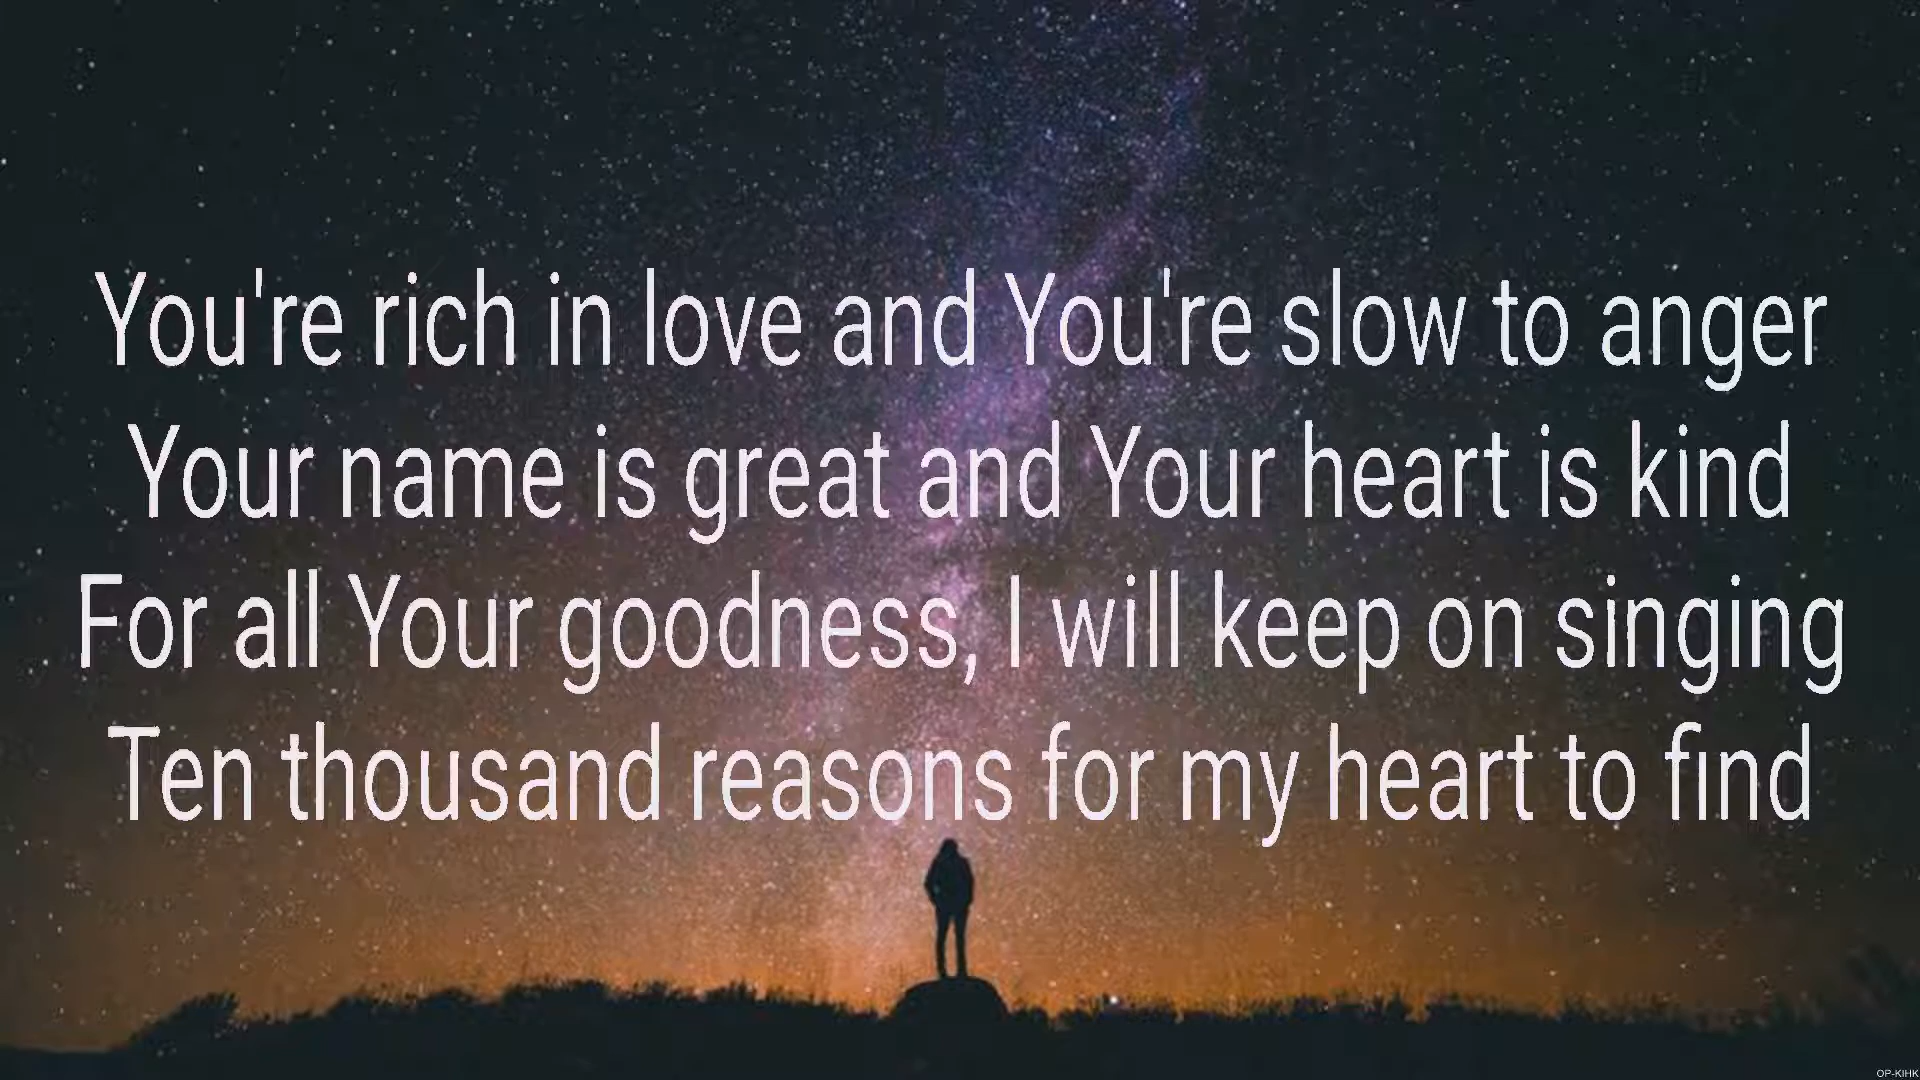 You're rich in love and You're slow to anger
Your name is great and Your heart is kind
For all Your goodness, I will keep on singing
Ten thousand reasons for my heart to find
OP-KIHK